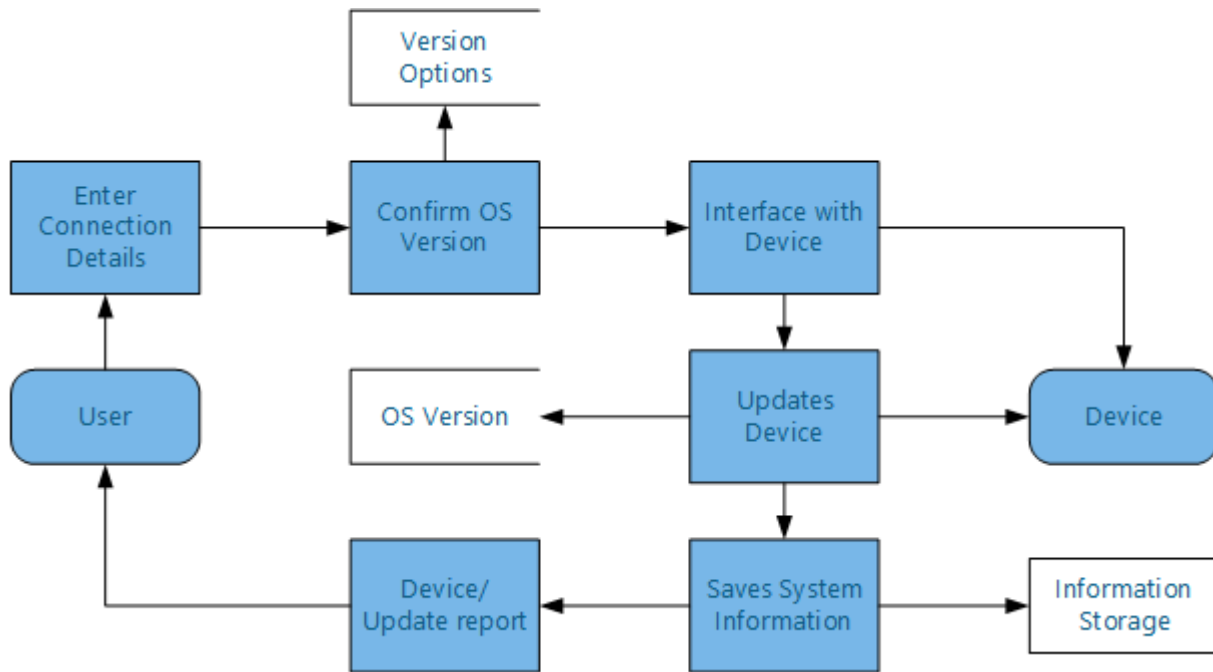 Version
Options
Enter
Connection
Details
Confirm OS
Version
Interface with
Device
User
OS Version
Updates
Device
Device
Device/
Update report
Saves System
Information
Information
Storage